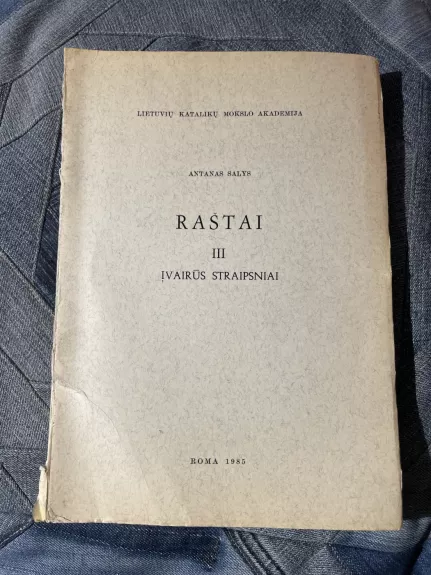 LIETUVIŲ KATALIKŲ MOKSLO AKADEMIJA
ANTANAS SALYS
RAŠTAI
III
ĮVAIRŪS STRAIPSNIAI
ROMA 1985